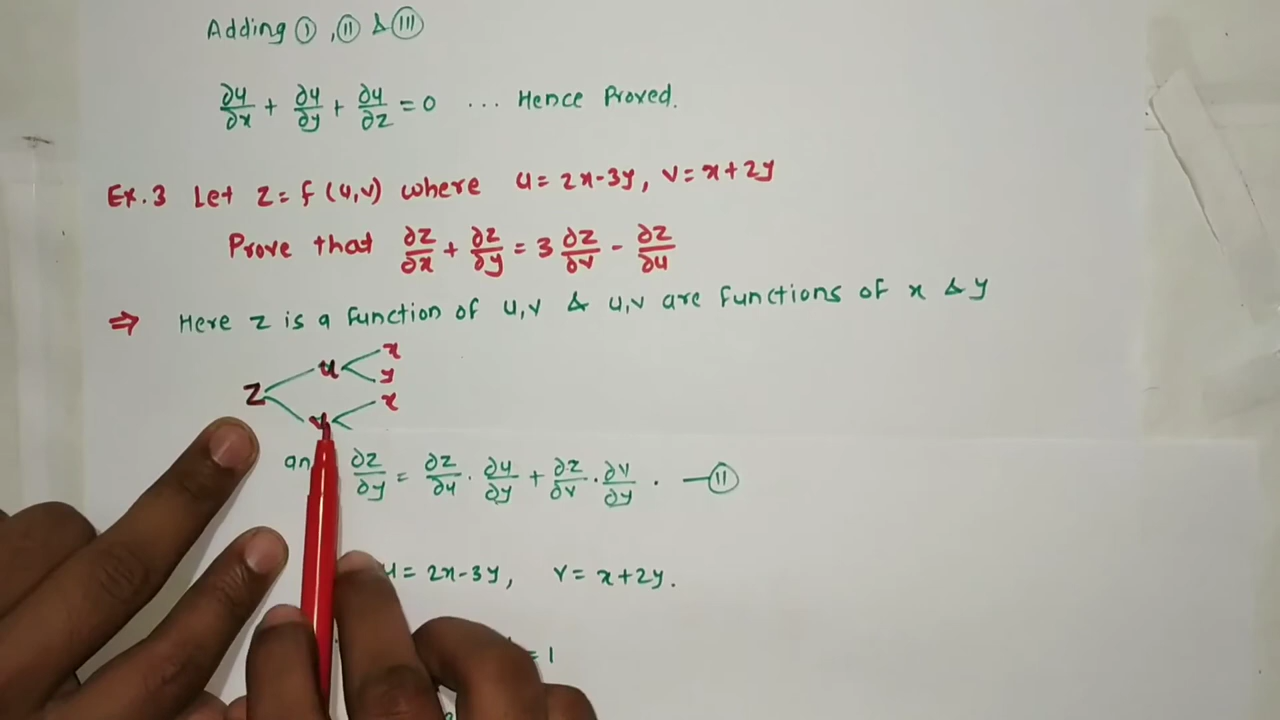 Adding Ⓘ, Ⓘ︎Ⓘ & ⒾⒾⒾ
∂u/∂x + ∂u/∂y + ∂u/∂z = 0 ... Hence Proved.
Ex.3 Let z = f (u,v) where u = 2x-3y, v = x+2y
Prove that ∂z/∂x + ∂z/∂y = 3 ∂z/∂v - ∂z/∂u
⇒ Here z is a function of u,v & u,v are functions of x & y
z u x
y
v x
∂z/∂y = ∂z/∂u · ∂u/∂y + ∂z/∂v · ∂v/∂y . —(II)
u = 2x-3y, v = x+2y.
= 1